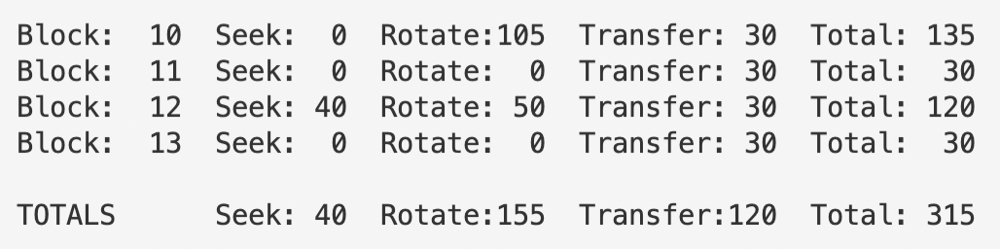 Block:  10  Seek:  0  Rotate:105  Transfer: 30  Total: 135
Block:  11  Seek:  0  Rotate:  0  Transfer: 30  Total:  30
Block:  12  Seek: 40  Rotate: 50  Transfer: 30  Total: 120
Block:  13  Seek:  0  Rotate:  0  Transfer: 30  Total:  30
TOTALS      Seek: 40  Rotate:155  Transfer:120  Total: 315